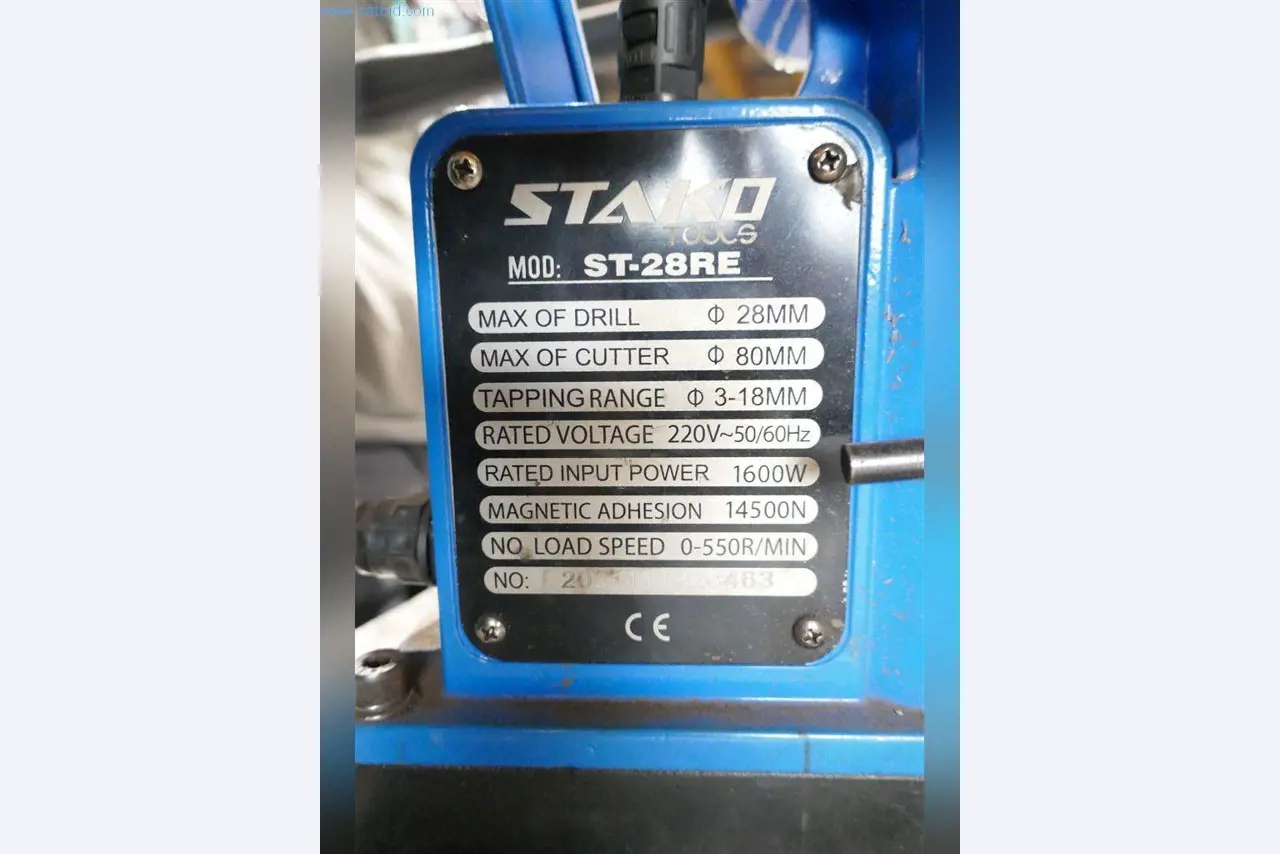 STAKO
TOOLS
MOD: ST-28RE
MAX OF DRILL Φ 28MM
MAX OF CUTTER Φ 80MM
TAPPING RANGE Φ 3-18MM
RATED VOLTAGE 220V~50/60Hz
RATED INPUT POWER 1600W
MAGNETIC ADHESION 14500N
NO LOAD SPEED 0-550R/MIN
NO:
CE